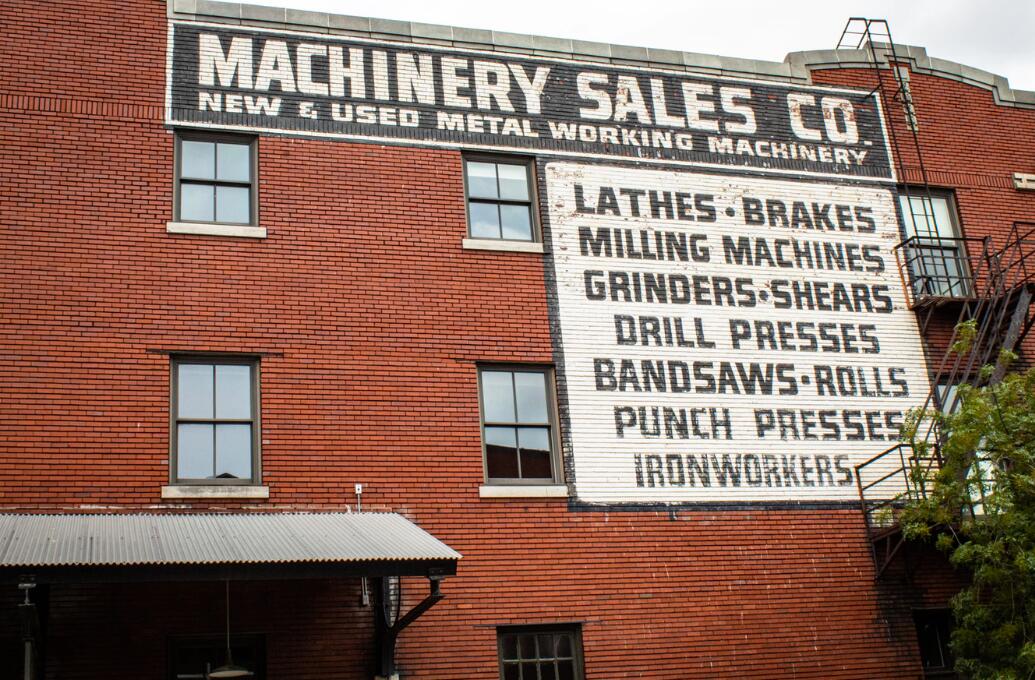 MACHINERY SALES CO.
NEW & USED METAL WORKING MACHINERY
LATHES • BRAKES
MILLING MACHINES
GRINDERS • SHEARS
DRILL PRESSES
BANDSAWS • ROLLS
PUNCH PRESSES
IRONWORKERS